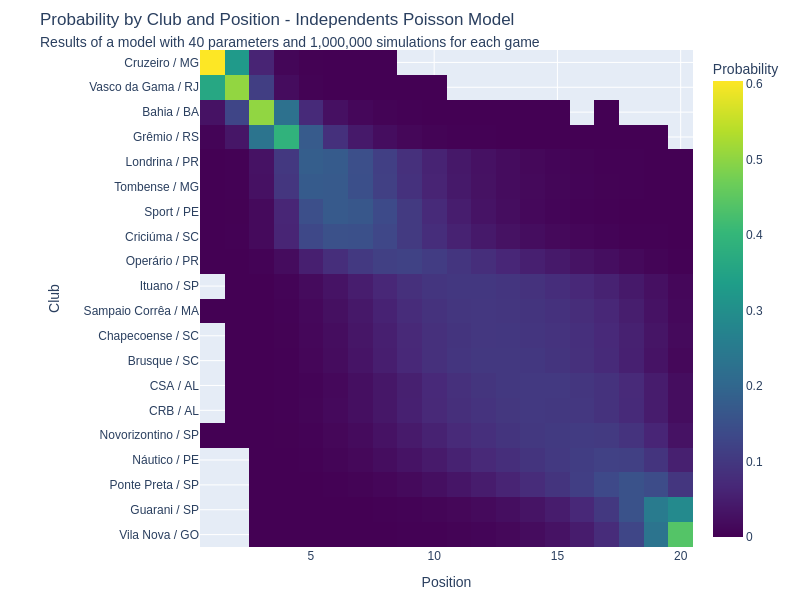 Probability by Club and Position - Independents Poisson Model
Results of a model with 40 parameters and 1,000,000 simulations for each game
Probability
Club
Cruzeiro / MG
Vasco da Gama / RJ
Bahia / BA
Grêmio / RS
Londrina / PR
Tombense / MG
Sport / PE
Criciúma / SC
Operário / PR
Ituano / SP
Sampaio Corrêa / MA
Chapecoense / SC
Brusque / SC
CSA / AL
CRB / AL
Novorizontino / SP
Náutico / PE
Ponte Preta / SP
Guarani / SP
Vila Nova / GO
0.6
0.5
0.4
0.3
0.2
0.1
0
5 10 15 20
Position